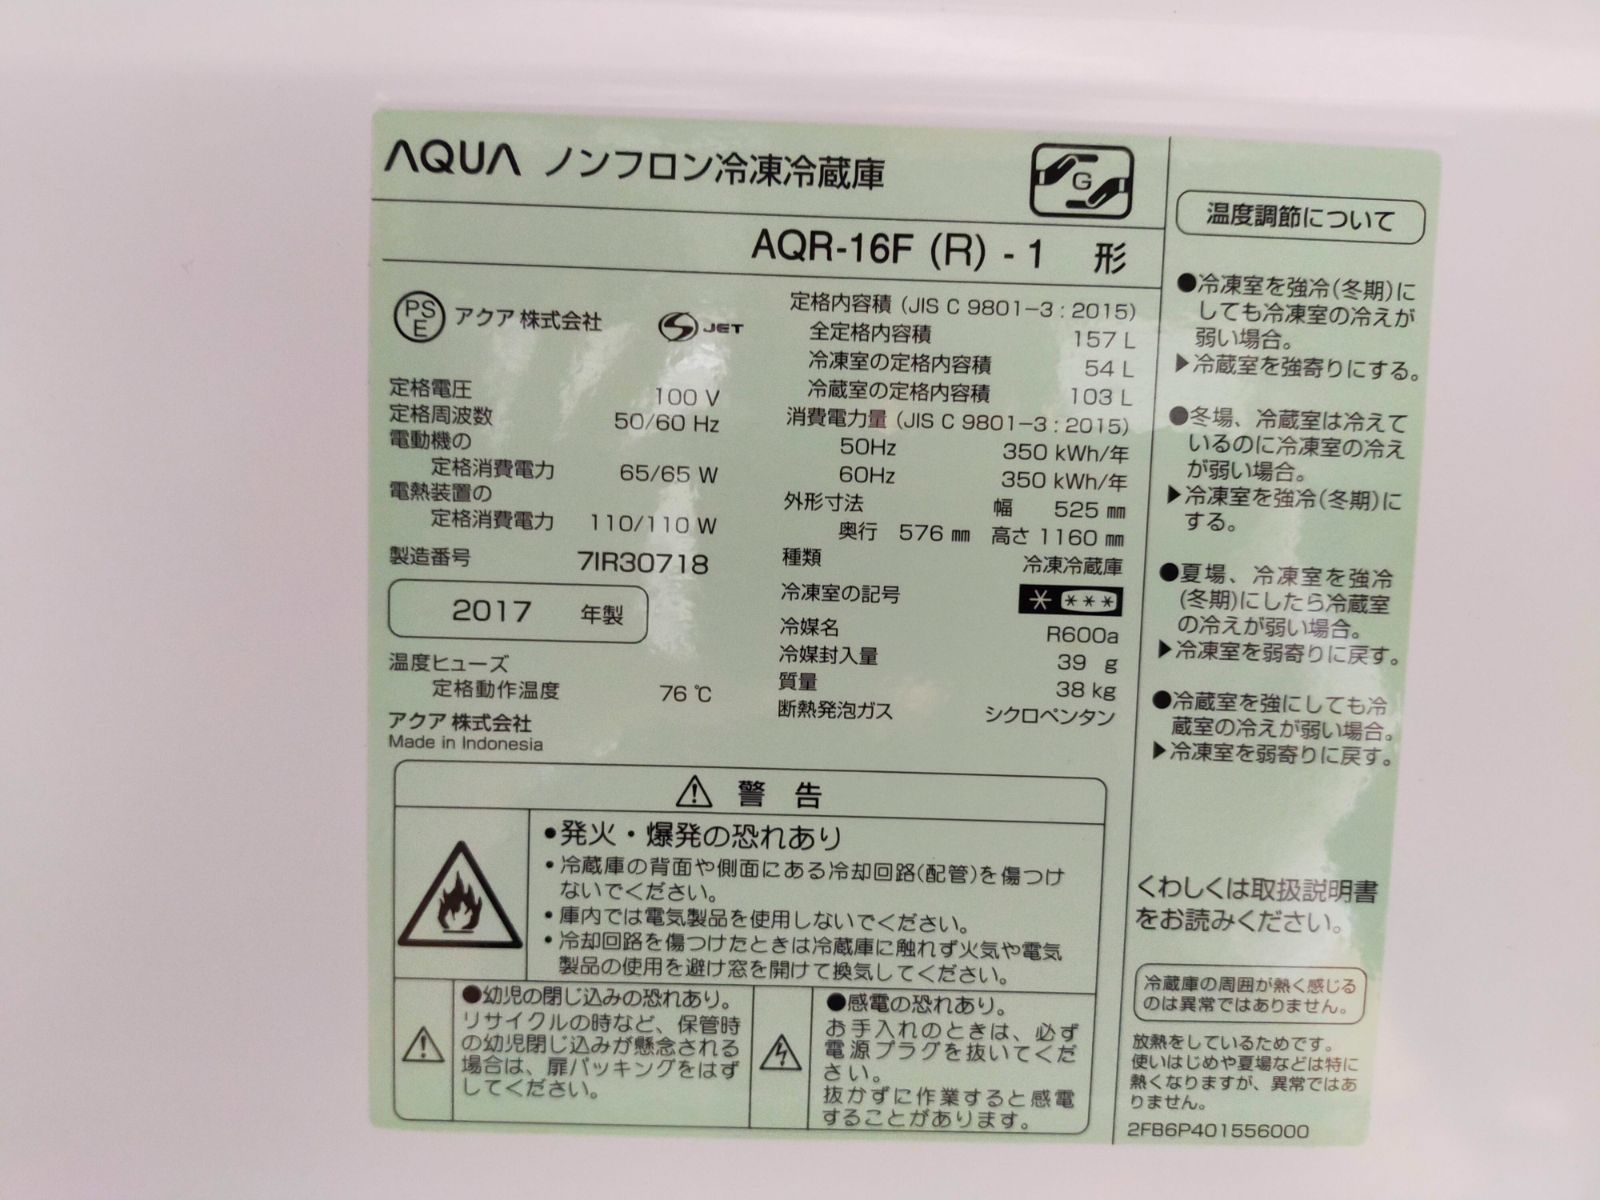 AQUA ノンフロン冷凍冷蔵庫
G
AQR-16F (R) - 1 形
PS
E
アクア 株式会社
JET
定格電圧 100 V
定格周波数 50/60 Hz
電動機の
定格消費電力 65/65 W
電熱装置の
定格消費電力 110/110 W
製造番号 7IR30718
2017 年製
温度ヒューズ
定格動作温度 76 ℃
アクア 株式会社
Made in Indonesia
定格内容積 (JIS C 9801-3 : 2015)
全定格内容積 157 L
冷凍室の定格内容積 54 L
冷蔵室の定格内容積 103 L
消費電力量 (JIS C 9801-3 : 2015)
50Hz 350 kWh/年
60Hz 350 kWh/年
外形寸法 幅 525 ㎜
奥行 576 ㎜ 高さ 1160 ㎜
種類 冷凍冷蔵庫
冷凍室の記号
冷媒名 R600a
冷媒封入量 39 g
質量 38 kg
断熱発泡ガス シクロペンタン
警 告
•発火・爆発の恐れあり
•冷蔵庫の背面や側面にある冷却回路(配管)を傷つけ
ないでください。
•庫内では電気製品を使用しないでください。
•冷却回路を傷つけたときは冷蔵庫に触れず火気や電気
製品の使用を避け窓を開けて換気してください。
●幼児の閉じ込みの恐れあり。
リサイクルの時など、保管時
の幼児閉じ込みが懸念される
場合は、扉パッキングをはず
してください。
●感電の恐れあり。
お手入れのときは、必ず
電源プラグを抜いてくだ
さい。
抜かずに作業すると感電
することがあります。
温度調節について
●冷凍室を強冷(冬期)に
しても冷凍室の冷えが
弱い場合。
▶冷蔵室を強寄りにする。
●冬場、冷蔵室は冷えて
いるのに冷凍室の冷え
が弱い場合。
▶冷凍室を強冷(冬期)に
する。
●夏場、冷凍室を強冷
(冬期)にしたら冷蔵室
の冷えが弱い場合。
▶冷凍室を弱寄りに戻す。
●冷蔵室を強にしても冷
蔵室の冷えが弱い場合。
▶冷凍室を弱寄りに戻す。
くわしくは取扱説明書
をお読みください。
冷蔵庫の周囲が熱く感じる
のは異常ではありません。
放熱をしているためです。
使いはじめや夏場などは特に
熱くなりますが、異常ではあ
りません。
2FB6P401556000